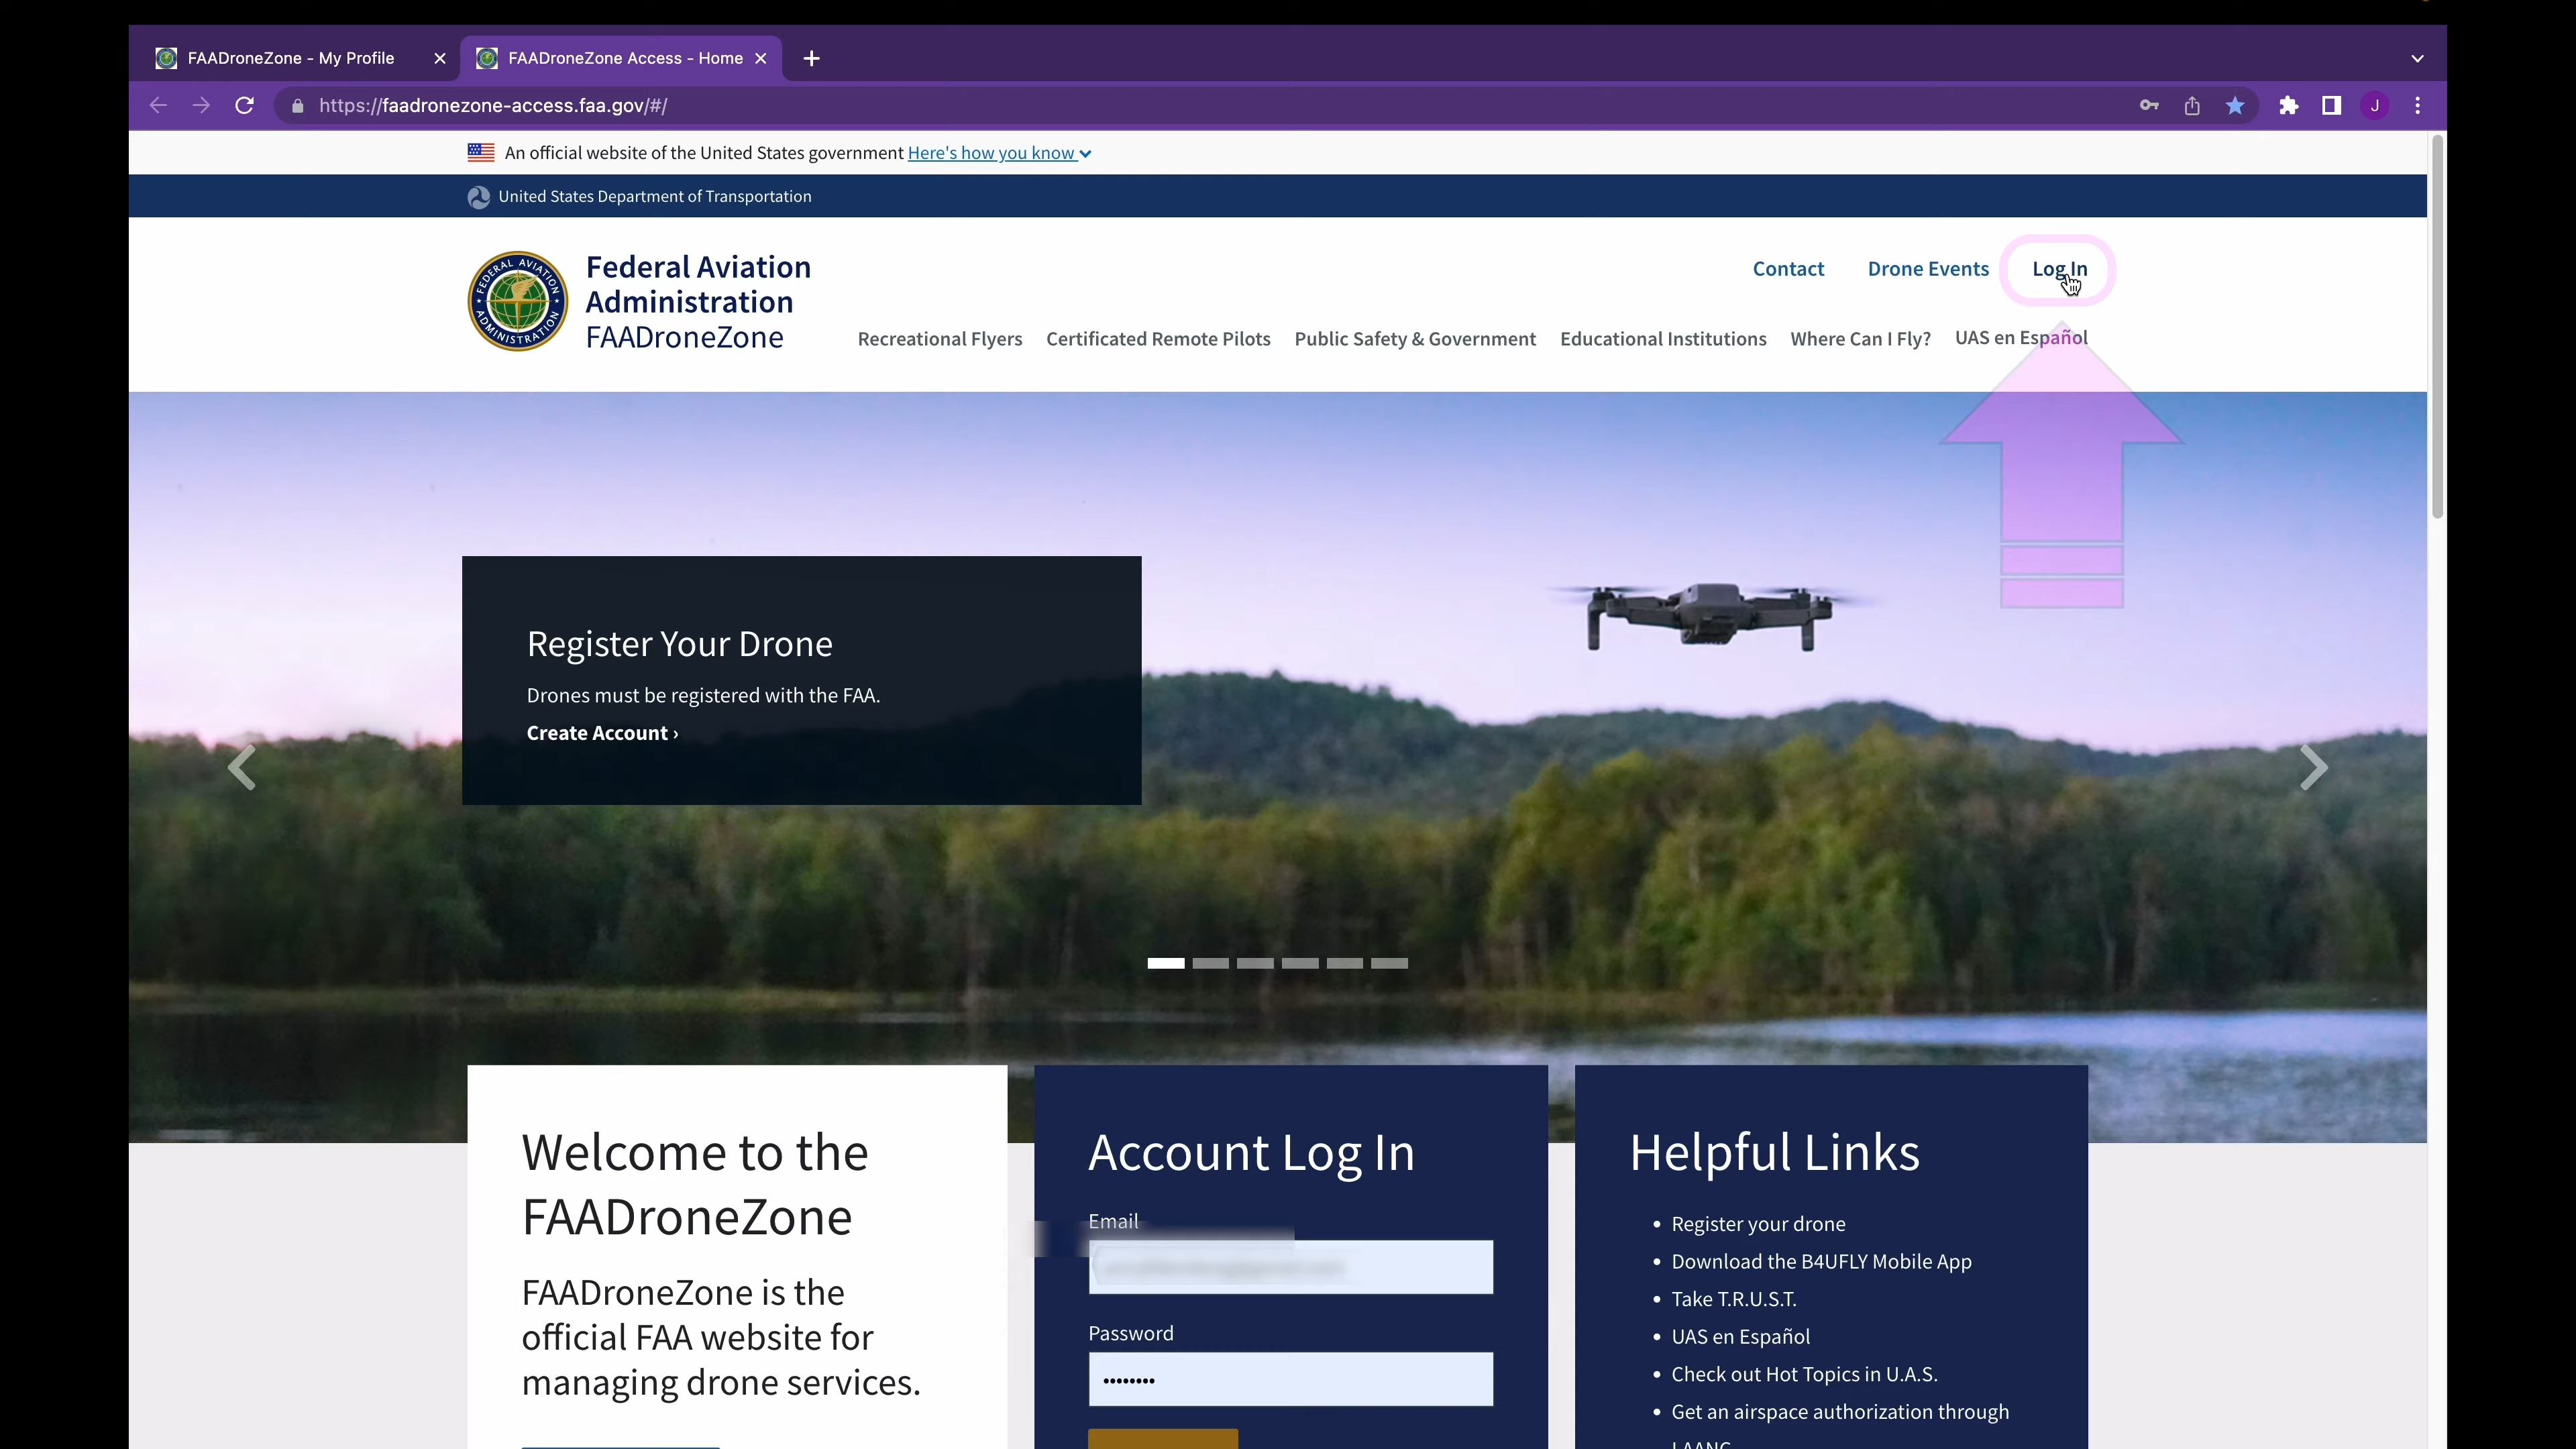 FAADroneZone - My Profile
FAADroneZone Access - Home
https://faadronezone-access.faa.gov/#/
J
An official website of the United States government Here's how you know
United States Department of Transportation
FEDERAL AVIATION ADMINISTRATION
Federal Aviation
Administration
FAADroneZone
Contact
Drone Events
Log In
Recreational Flyers
Certificated Remote Pilots
Public Safety & Government
Educational Institutions
Where Can I Fly?
UAS en Español
Register Your Drone
Drones must be registered with the FAA.
Create Account ›
Welcome to the
FAADroneZone
FAADroneZone is the
official FAA website for
managing drone services.
Account Log In
Email
Password
••••••••
Helpful Links
• Register your drone
• Download the B4UFLY Mobile App
• Take T.R.U.S.T.
• UAS en Español
• Check out Hot Topics in U.A.S.
• Get an airspace authorization through
LAANC